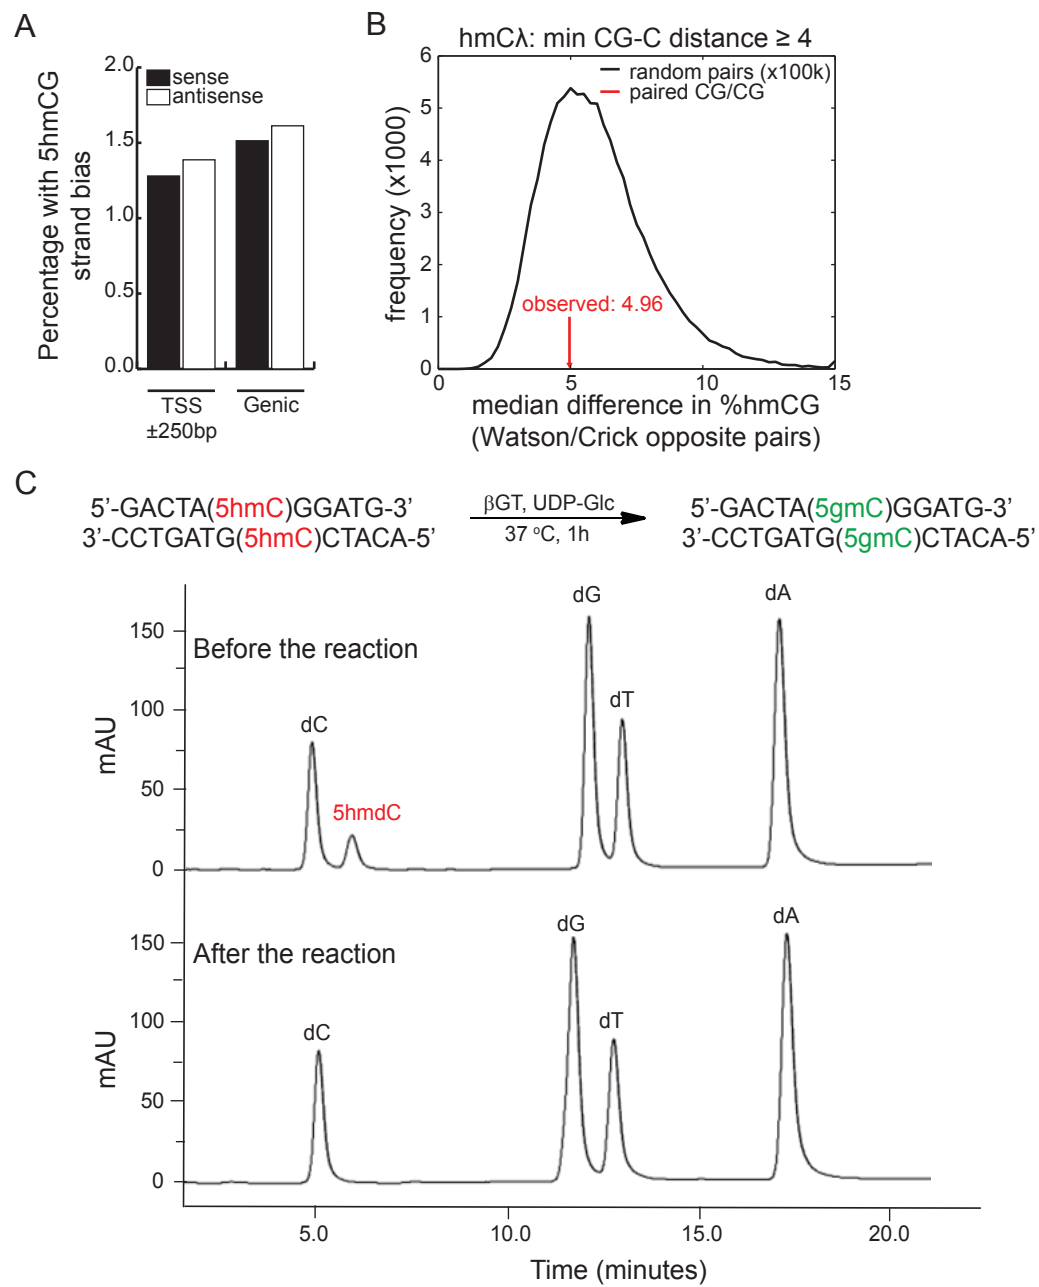 A
Percentage with 5hmCG
strand bias
2.0
1.5
1.0
0.5
0.0
sense
antisense
TSS
±250bp
Genic
B
hmCλ: min CG-C distance ≥ 4
frequency (x1000)
6
5
4
3
2
1
0
random pairs (x100k)
paired CG/CG
observed: 4.96
0
5
10
15
median difference in %hmCG
(Watson/Crick opposite pairs)
C
5’-GACTA(5hmC)GGATG-3’
3’-CCTGATG(5hmC)CTACA-5’
βGT, UDP-Glc
37 ºC, 1h
5’-GACTA(5gmC)GGATG-3’
3’-CCTGATG(5gmC)CTACA-5’
Before the reaction
mAU
150
100
50
0
dC
5hmdC
dG
dT
dA
After the reaction
mAU
150
100
50
0
dC
dG
dT
dA
5.0
10.0
15.0
20.0
Time (minutes)